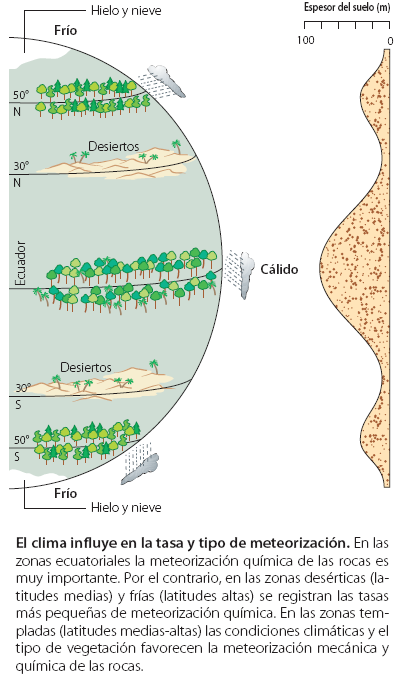 Hielo y nieve
Frío
Espesor del suelo (m)
100 0
50°
N
Desiertos
30°
N
Ecuador
Cálido
Desiertos
30°
S
50°
S
Frío
Hielo y nieve
El clima influye en la tasa y tipo de meteorización. En las
zonas ecuatoriales la meteorización química de las rocas es
muy importante. Por el contrario, en las zonas desérticas (la-
titudes medias) y frías (latitudes altas) se registran las tasas
más pequeñas de meteorización química. En las zonas tem-
pladas (latitudes medias-altas) las condiciones climáticas y el
tipo de vegetación favorecen la meteorización mecánica y
química de las rocas.